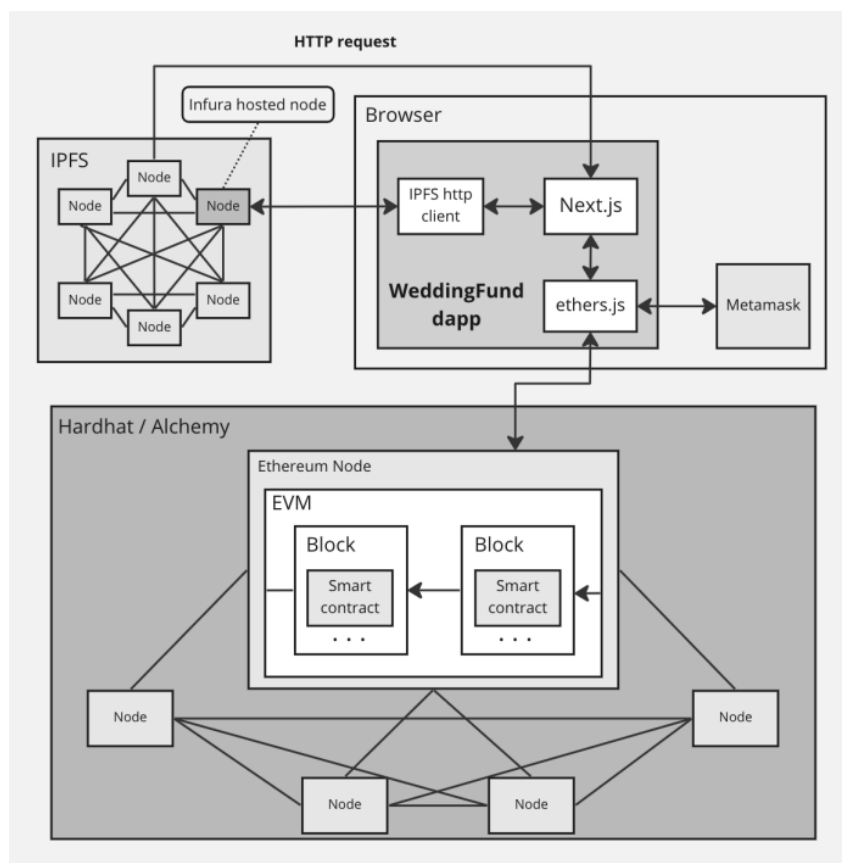 HTTP request
Infura hosted node
Browser
IPFS
Node
Node
Node
Node
Node
Node
IPFS http
client
Next.js
WeddingFund
dapp
ethers.js
Metamask
Hardhat / Alchemy
Ethereum Node
EVM
Block
Smart
contract
. . .
Block
Smart
contract
. . .
Node
Node
Node
Node